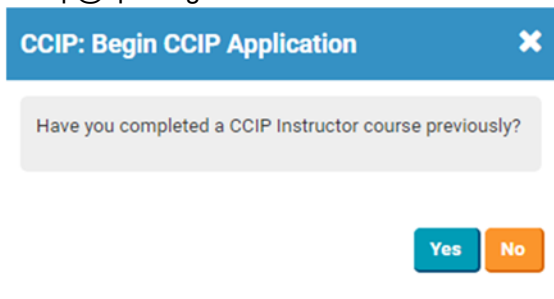 CCIP: Begin CCIP Application
Have you completed a CCIP Instructor course previously?
Yes No